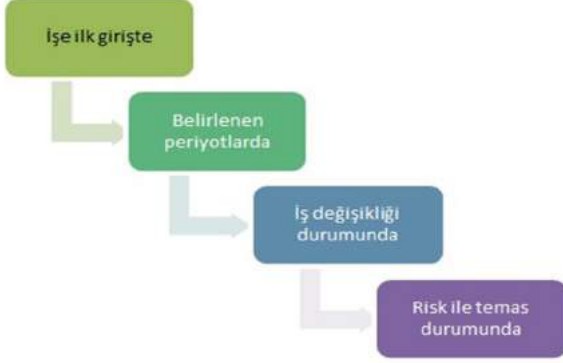 İşe ilk girişte
Belirlenen
periyotlarda
İş değişikliği
durumunda
Risk ile temas
durumunda